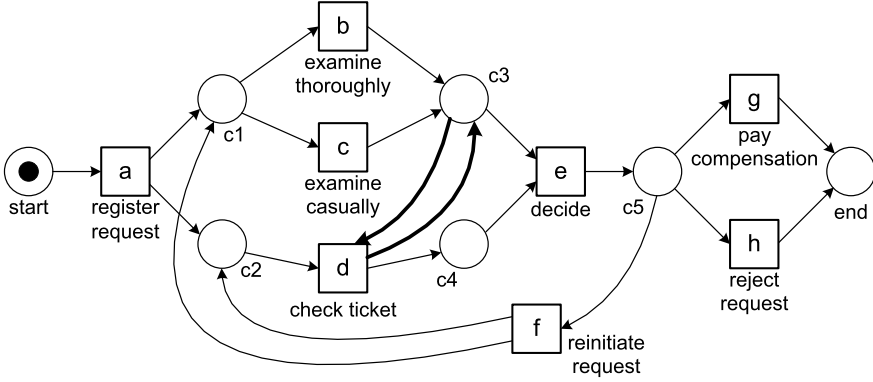 b
examine
thoroughly
c3
c1
g
pay
compensation
c
examine
casually
a
register
request
start
e
decide
c5
end
c2
d
check ticket
c4
h
reject
request
f
reinitiate
request